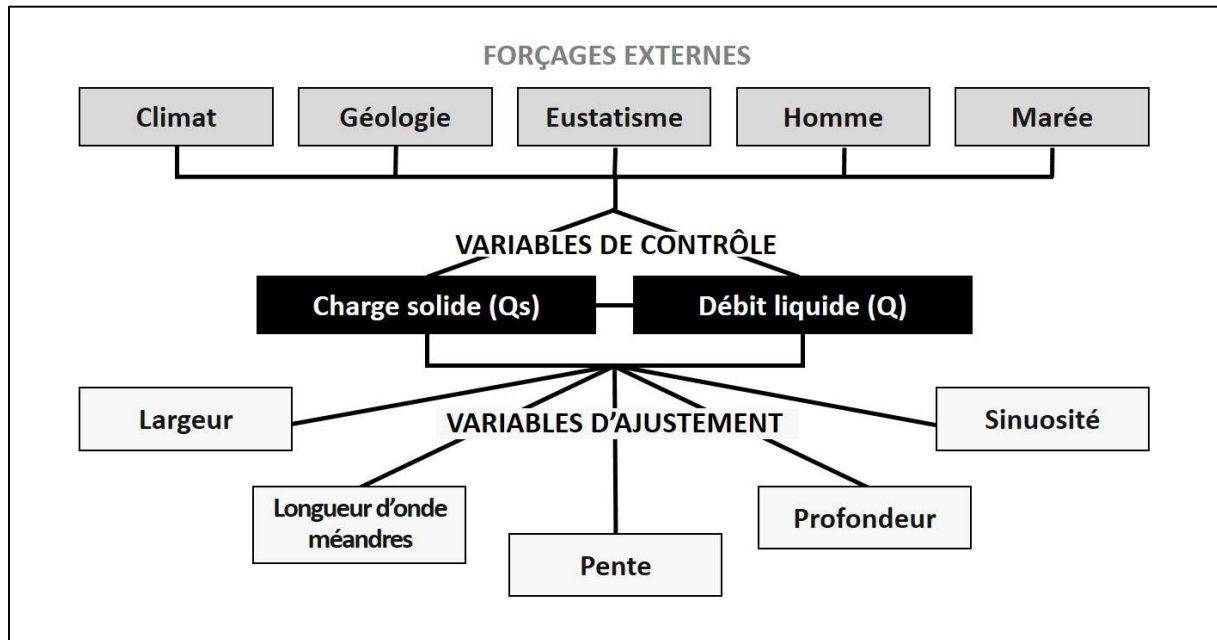 FORÇAGES EXTERNES
Climat
Géologie
Eustatisme
Homme
Marée
VARIABLES DE CONTRÔLE
Charge solide (Qs)
Débit liquide (Q)
Largeur
VARIABLES D'AJUSTEMENT
Sinuosité
Longueur d'onde
méandres
Profondeur
Pente